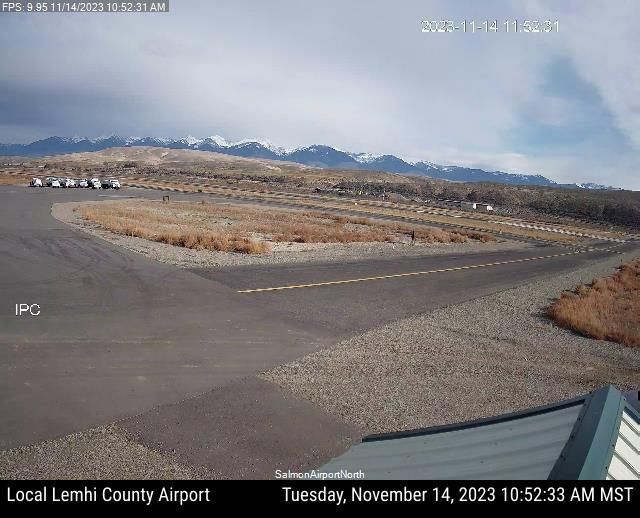 FPS: 9.95 11/14/2023 10:52:31 AM
2023-11-14 11:52:31
IPC
SalmonAirportNorth
Local Lemhi County Airport
Tuesday, November 14, 2023 10:52:33 AM MST